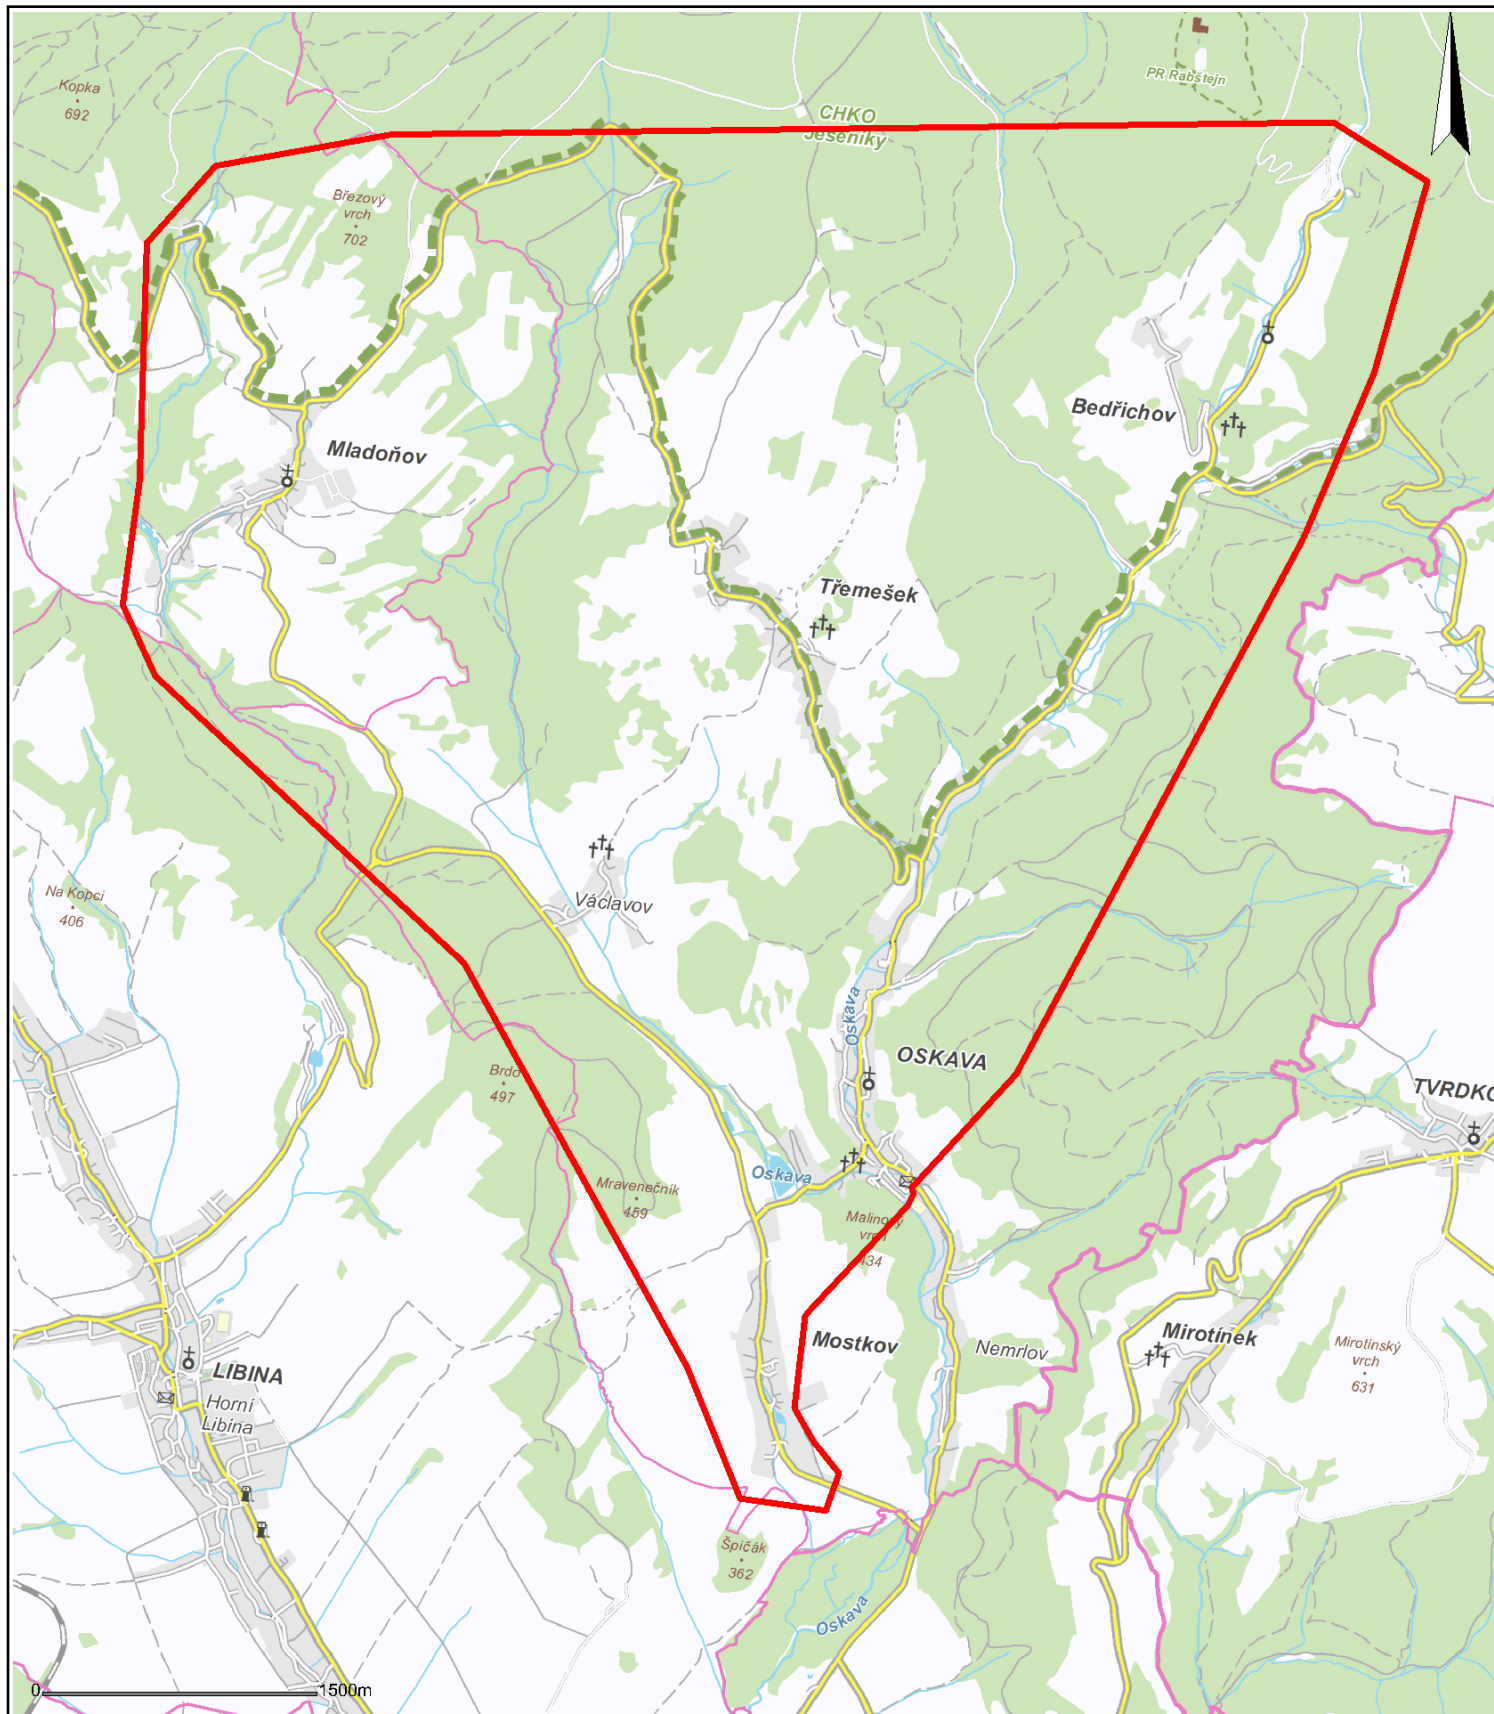 PR Rabštejn
Kopka
692
CHKO
Jeseníky
Březový
vrch
702
Bedřichov
Mladoňov
Třemešek
Na Kopci
406
Václavov
Oskava
OSKAVA
Brdo
497
TVRDKO
Oskava
Mravenečník
459
Malinový
vrch
434
Mostkov
Nemrlov
Mirotínek
Mirotínský
vrch
631
LIBINA
Horní
Libina
Špičák
362
Oskava
0
1500m